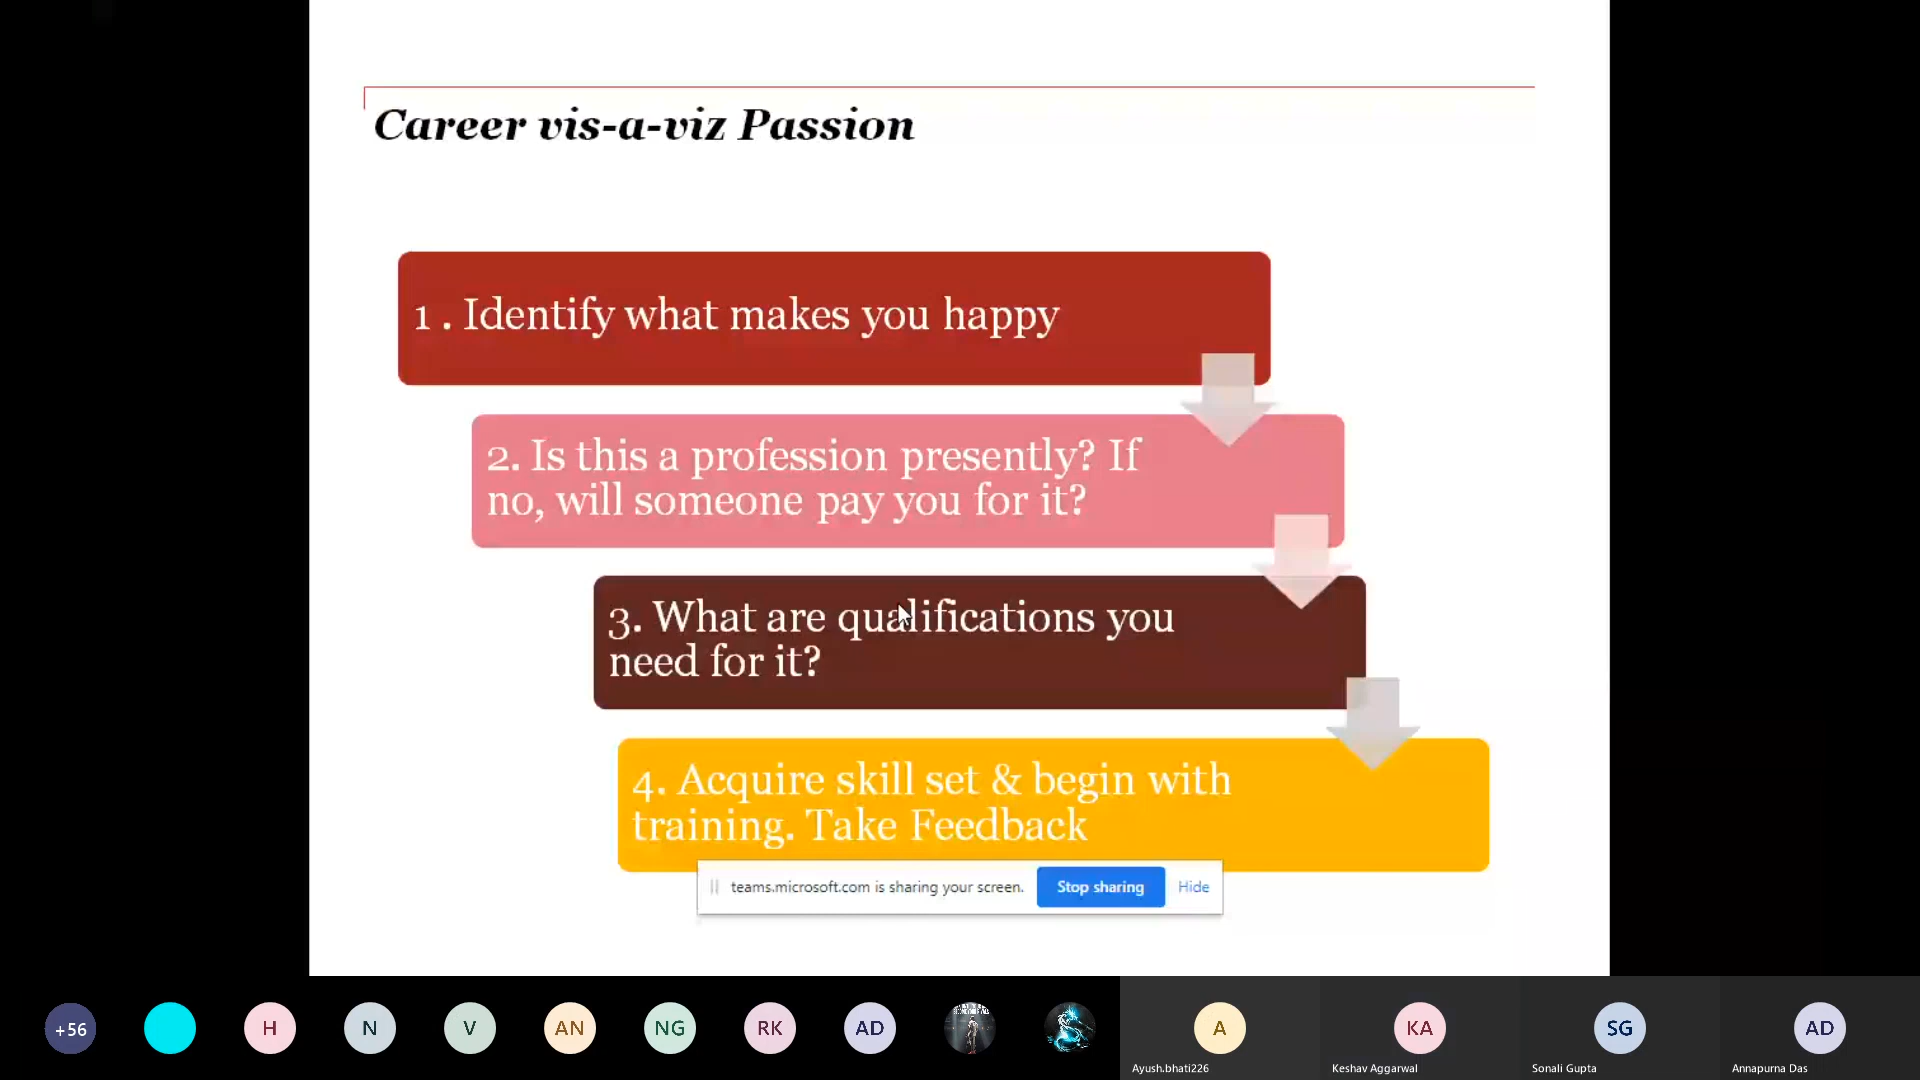 Career vis-a-viz Passion
1 . Identify what makes you happy
2. Is this a profession presently? If
no, will someone pay you for it?
3. What are qualifications you
need for it?
4. Acquire skill set & begin with
training. Take Feedback
teams.microsoft.com is sharing your screen. Stop sharing Hide
+56 H N V AN NG RK AD A KA SG AD
Ayush.bhati226 Keshav Aggarwal Sonali Gupta Annapurna Das